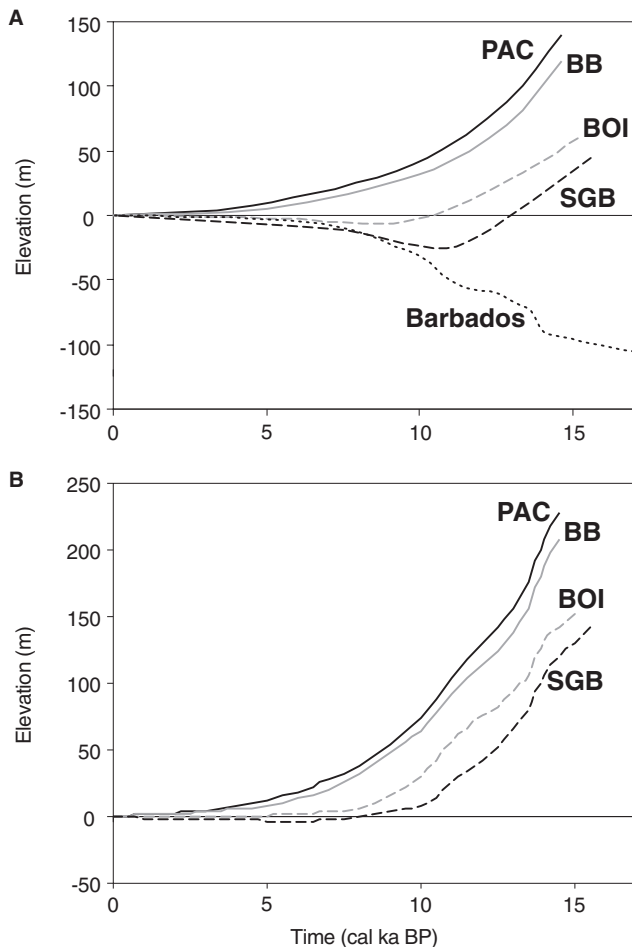 A
150
100
50
0
-50
-100
-150
Elevation (m)
PAC
BB
BOI
SGB
Barbados
0 5 10 15
B
250
200
150
100
50
0
-50
Elevation (m)
PAC
BB
BOI
SGB
0 5 10 15
Time (cal ka BP)